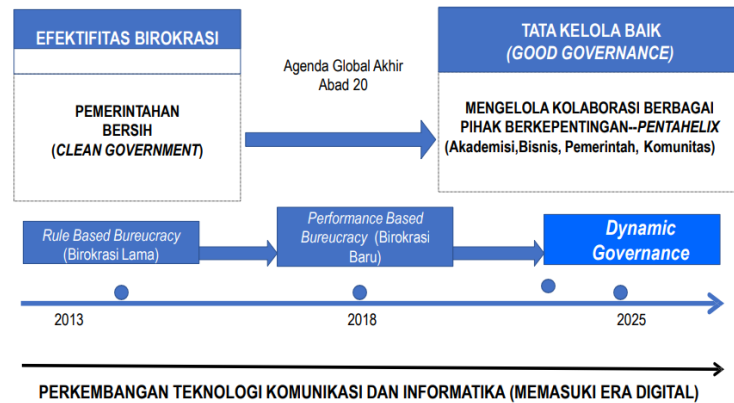 EFEKTIFITAS BIROKRASI
PEMERINTAHAN
BERSIH
(CLEAN GOVERNMENT)
Agenda Global Akhir
Abad 20
TATA KELOLA BAIK
(GOOD GOVERNANCE)
MENGELOLA KOLABORASI BERBAGAI
PIHAK BERKEPENTINGAN--PENTAHELIX
(Akademisi,Bisnis, Pemerintah, Komunitas)
Rule Based Bureucracy
(Birokrasi Lama)
Performance Based
Bureucracy (Birokrasi
Baru)
Dynamic
Governance
2013
2018
2025
PERKEMBANGAN TEKNOLOGI KOMUNIKASI DAN INFORMATIKA (MEMASUKI ERA DIGITAL)